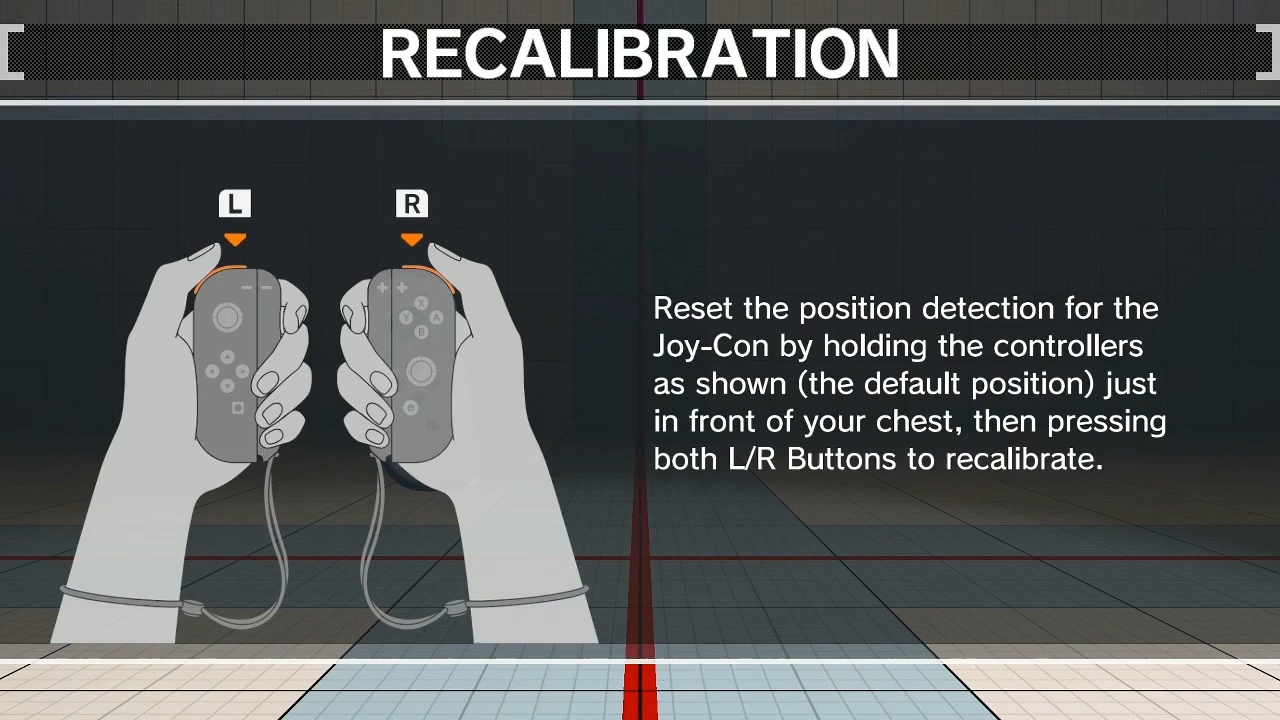 RECALIBRATION
L
R
X
Y A
B
Reset the position detection for the
Joy-Con by holding the controllers
as shown (the default position) just
in front of your chest, then pressing
both L/R Buttons to recalibrate.